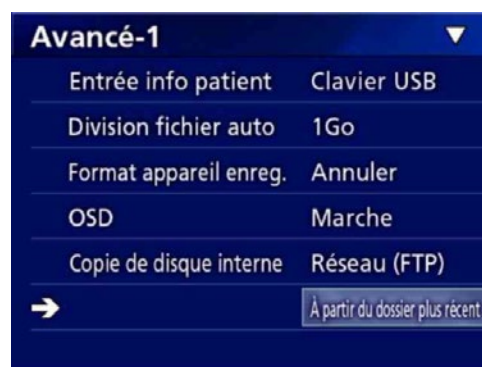 Avancé-1
Entrée info patient Clavier USB
Division fichier auto 1Go
Format appareil enreg. Annuler
OSD Marche
Copie de disque interne Réseau (FTP)
À partir du dossier plus récent